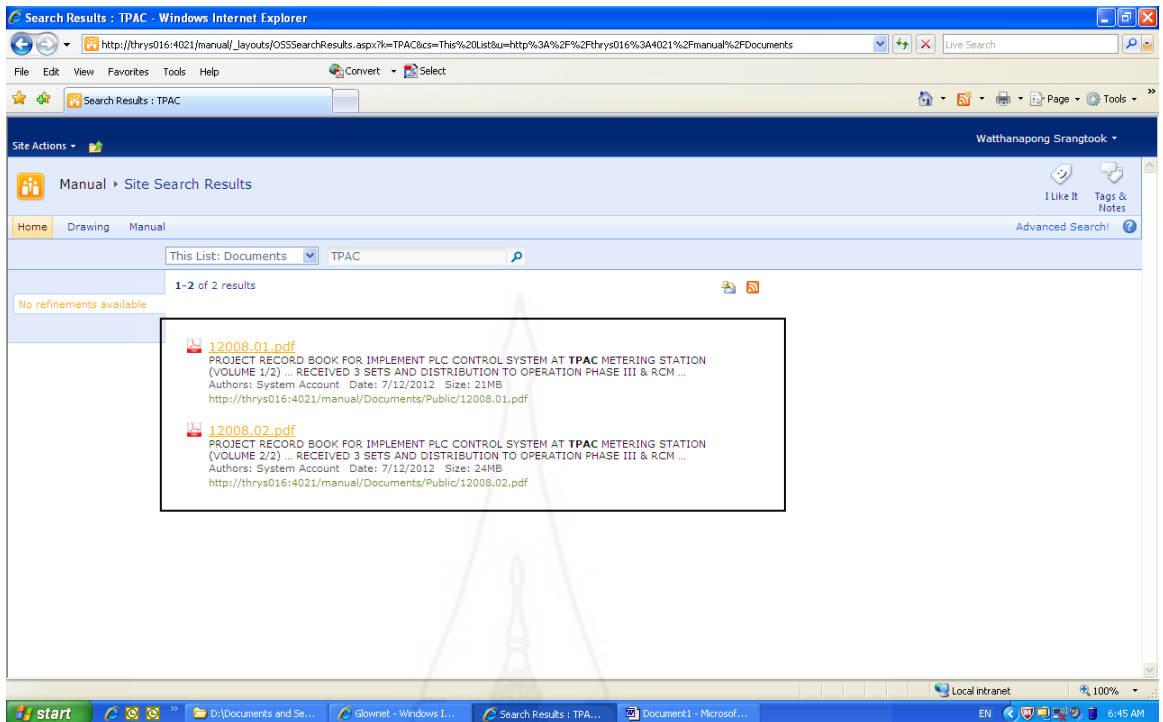 Search Results : TPAC - Windows Internet Explorer
http://thrys016:4021/manual/_layouts/OSSSearchResults.aspx?k=TPAC&cs=This%20List&u=http%3A%2F%2Fthrys016%3A4021%2Fmanual%2FDocuments
Live Search
File Edit View Favorites Tools Help Convert Select
Search Results : TPAC
Page Tools »
Site Actions
Watthanapong Srangtook
Manual Site Search Results
I Like It Tags & Notes
Home Drawing Manual
Advanced Search!
This List: Documents TPAC
1-2 of 2 results
No refinements available
12008.01.pdf
PROJECT RECORD BOOK FOR IMPLEMENT PLC CONTROL SYSTEM AT TPAC METERING STATION
(VOLUME 1/2) ... RECEIVED 3 SETS AND DISTRIBUTION TO OPERATION PHASE III & RCM ...
Authors: System Account Date: 7/12/2012 Size: 21MB
http://thrys016:4021/manual/Documents/Public/12008.01.pdf
12008.02.pdf
PROJECT RECORD BOOK FOR IMPLEMENT PLC CONTROL SYSTEM AT TPAC METERING STATION
(VOLUME 2/2) ... RECEIVED 3 SETS AND DISTRIBUTION TO OPERATION PHASE III & RCM ...
Authors: System Account Date: 7/12/2012 Size: 24MB
http://thrys016:4021/manual/Documents/Public/12008.02.pdf
Local intranet 100%
start » D:\Documents and Se... Glownet - Windows I... Search Results : TPA... Document1 - Microsof... EN 6:45 AM